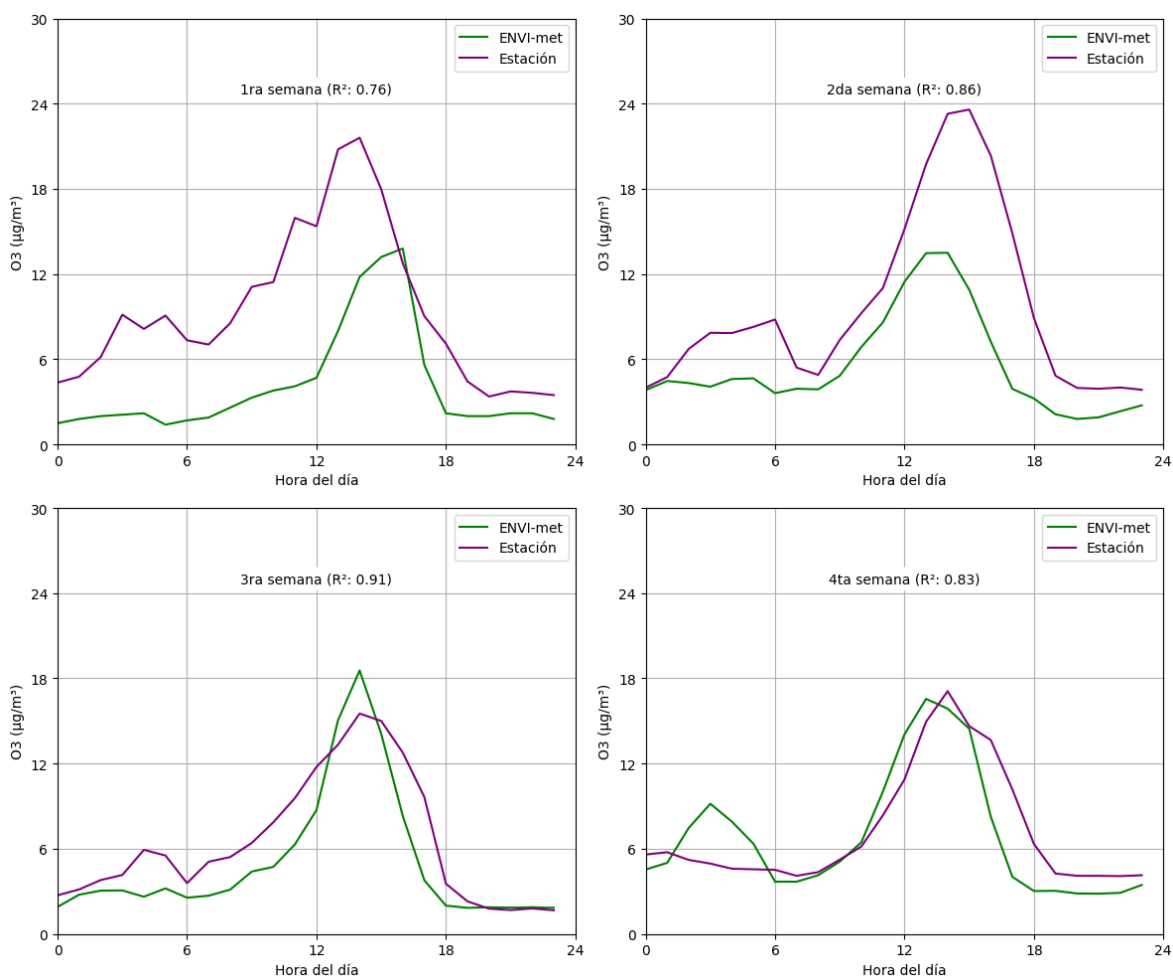 30
24
18
12
6
0
O3 (µg/m³)
1ra semana (R²: 0.76)
ENVI-met
Estación
0
6
12
18
24
Hora del día
30
24
18
12
6
0
O3 (µg/m³)
2da semana (R²: 0.86)
ENVI-met
Estación
0
6
12
18
24
Hora del día
30
24
18
12
6
0
O3 (µg/m³)
3ra semana (R²: 0.91)
ENVI-met
Estación
0
6
12
18
24
Hora del día
30
24
18
12
6
0
O3 (µg/m³)
4ta semana (R²: 0.83)
ENVI-met
Estación
0
6
12
18
24
Hora del día